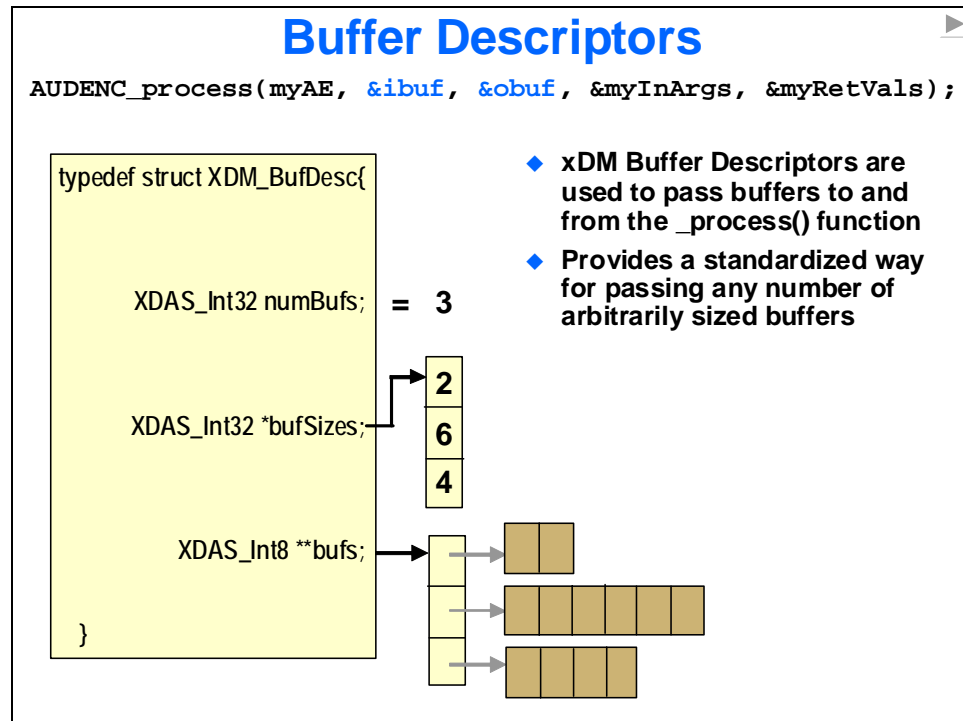 Buffer Descriptors
AUDENC_process(myAE, &ibuf, &obuf, &myInArgs, &myRetVals);
typedef struct XDM_BufDesc{
XDAS_Int32 numBufs; = 3
XDAS_Int32 *bufSizes;
2
6
4
XDAS_Int8 **bufs;
}
◆ xDM Buffer Descriptors are
used to pass buffers to and
from the _process() function
◆ Provides a standardized way
for passing any number of
arbitrarily sized buffers